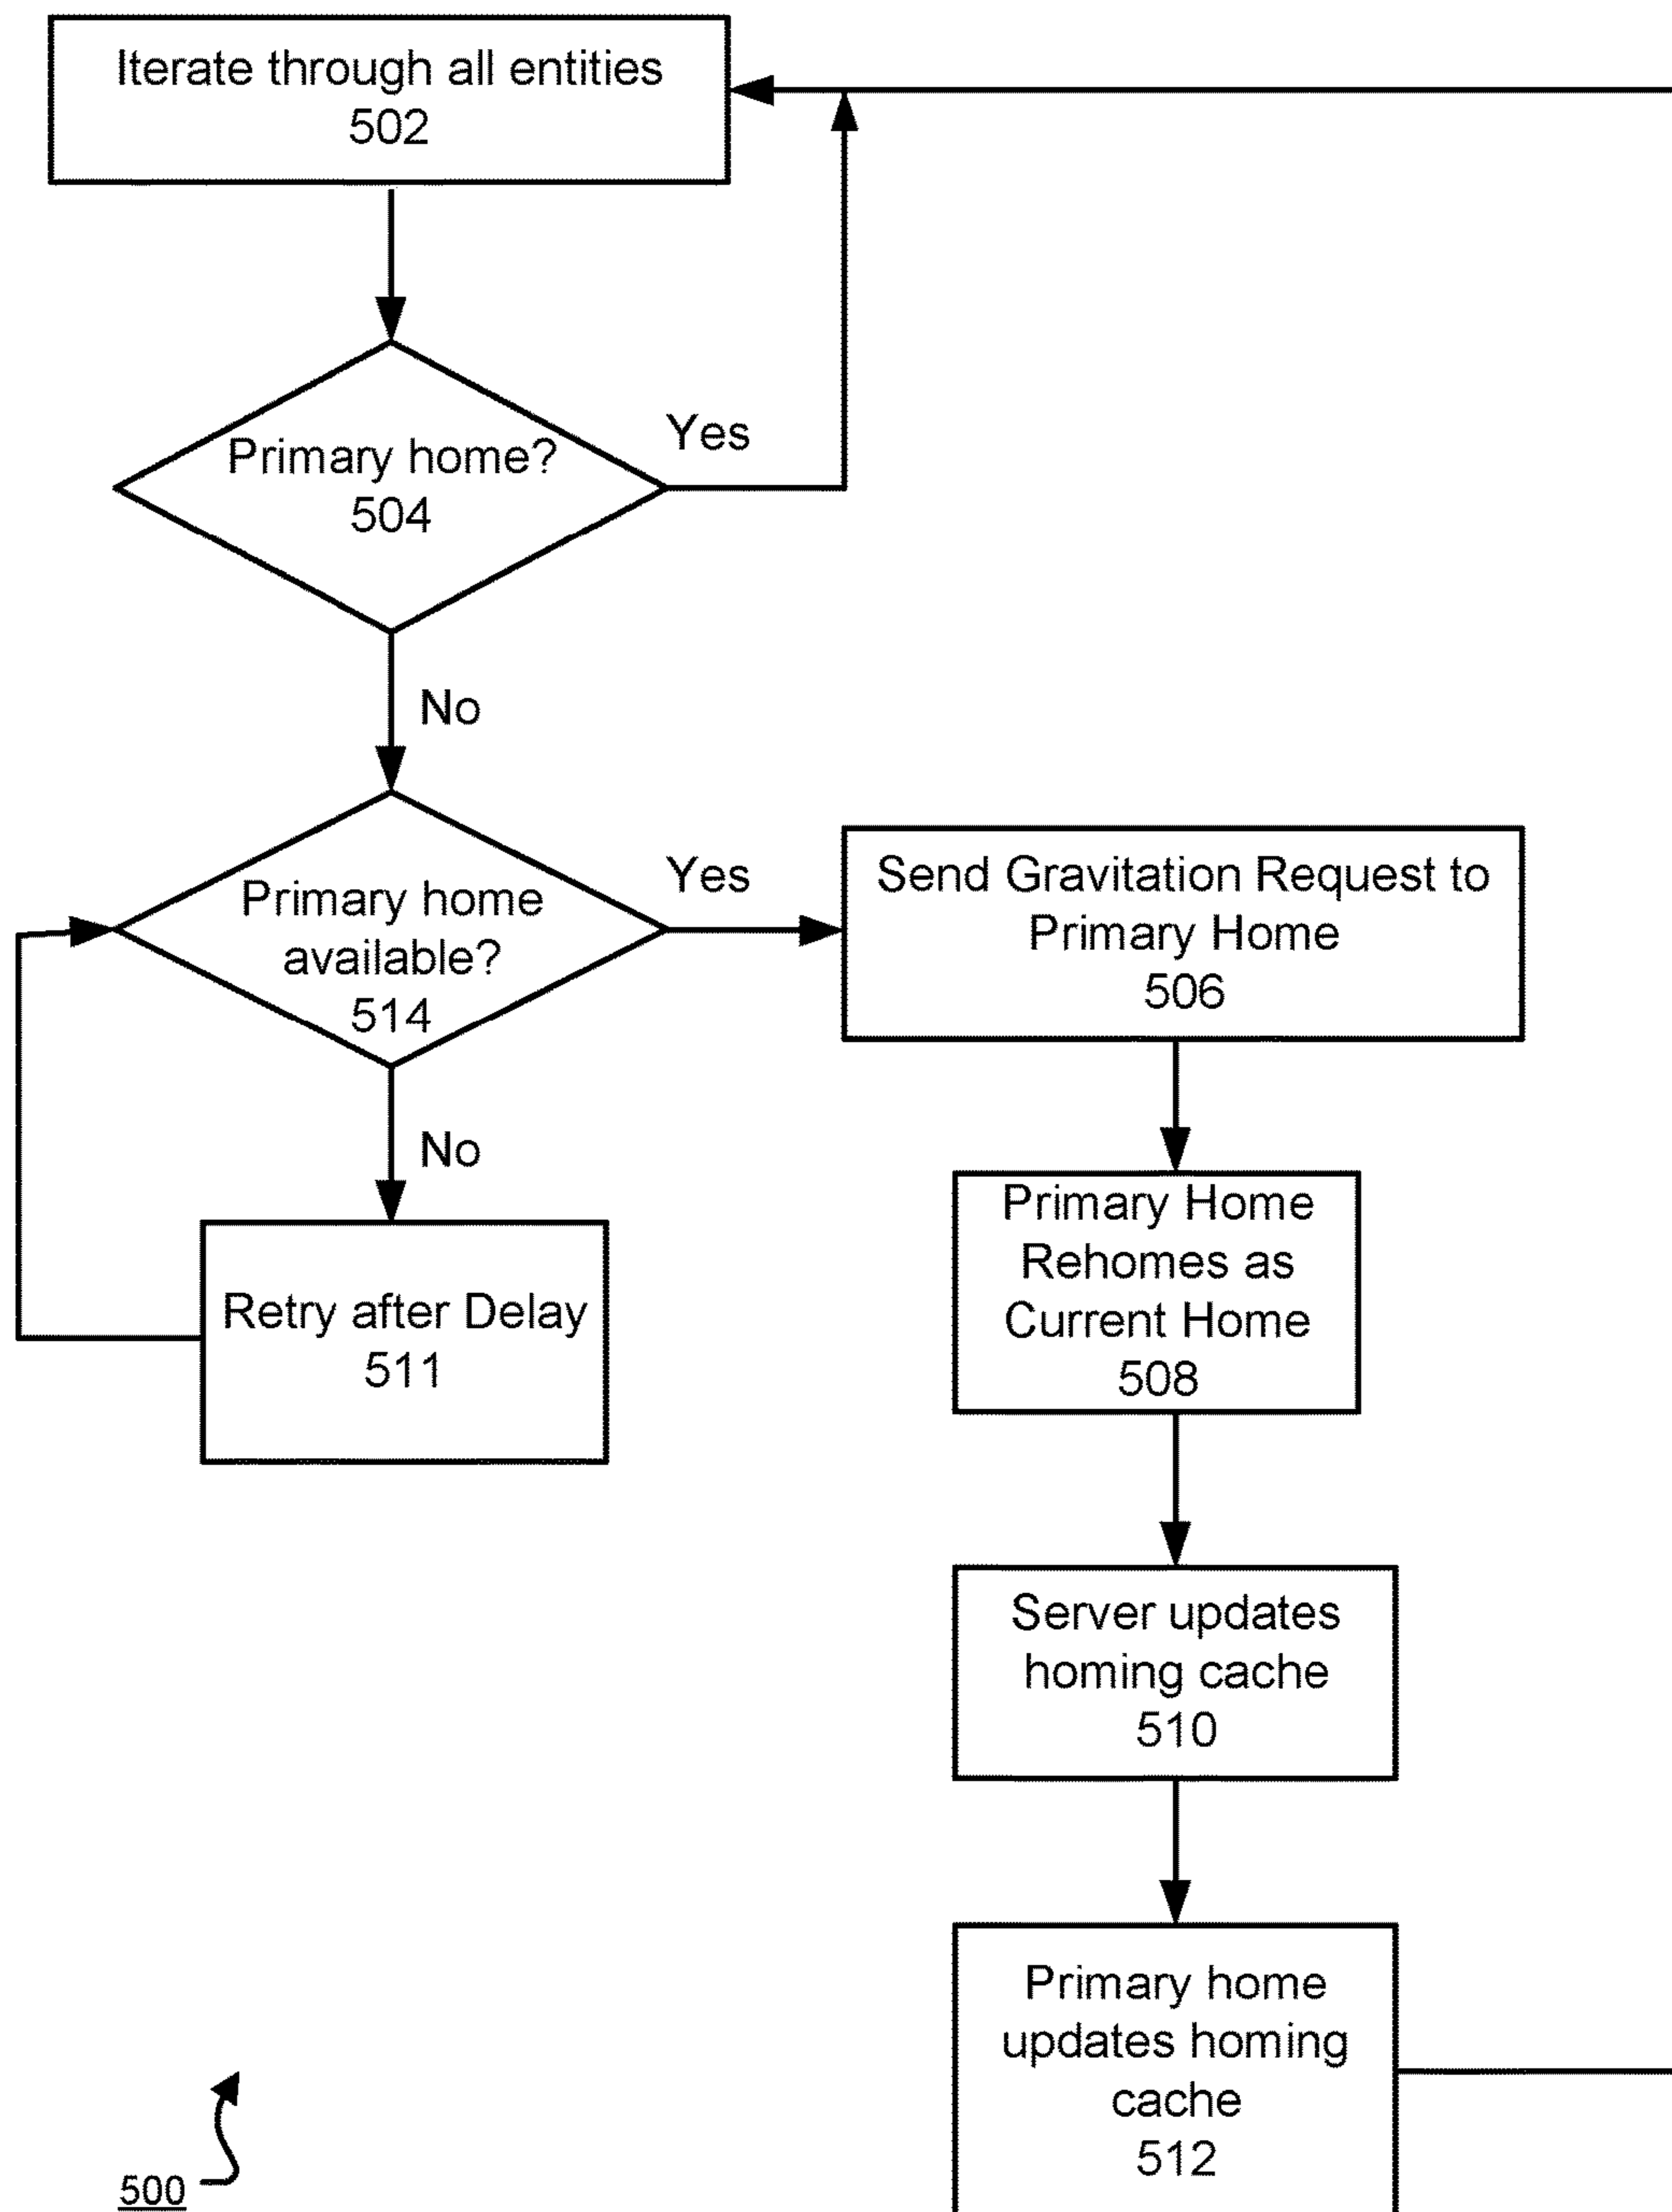 Iterate through all entities
502
Primary home?
504
Yes
No
Primary home
available?
514
Yes
Send Gravitation Request to
Primary Home
506
No
Retry after Delay
511
Primary Home
Rehomes as
Current Home
508
Server updates
homing cache
510
Primary home
updates homing
cache
512
500